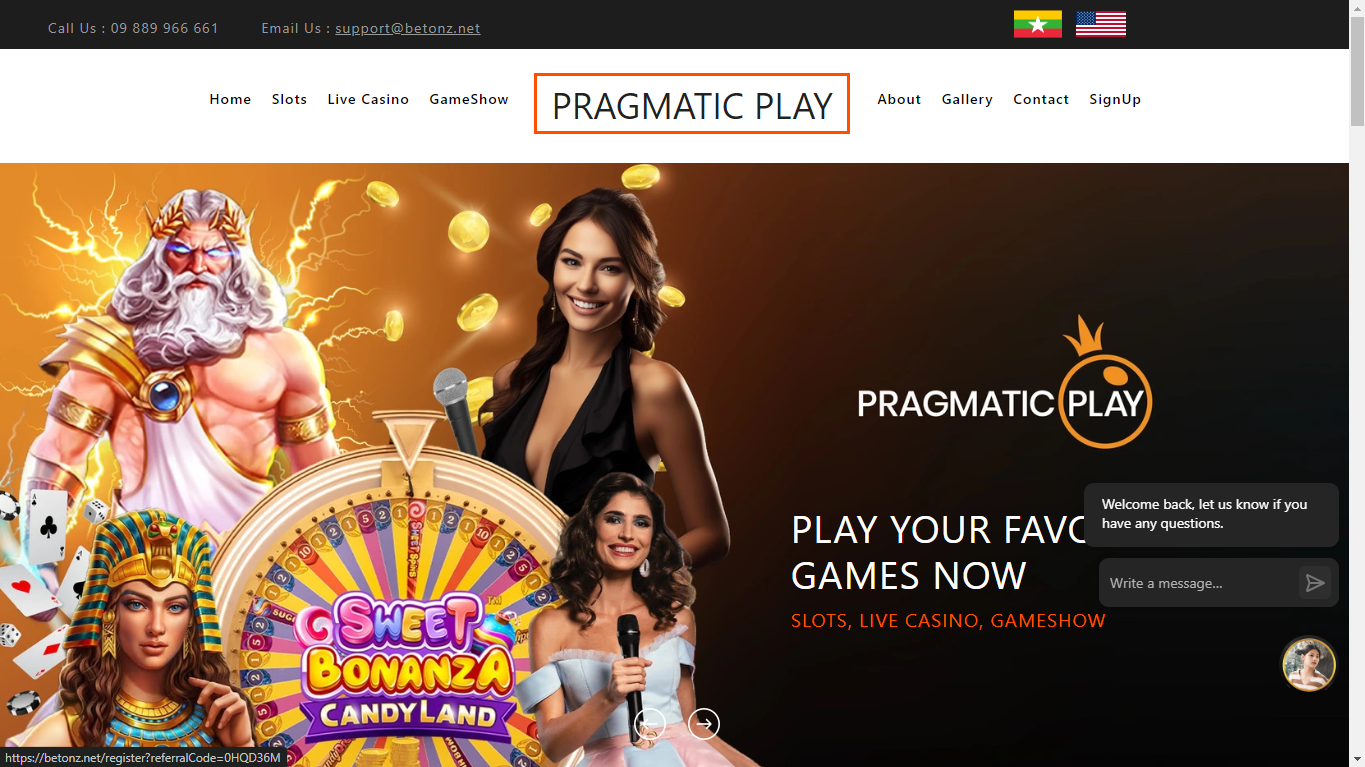 Call Us : 09 889 966 661
Email Us : support@betonz.net
Home
Slots
Live Casino
GameShow
PRAGMATIC PLAY
About
Gallery
Contact
SignUp
PRAGMATIC PLAY
Welcome back, let us know if you
have any questions.
PLAY YOUR
GAMES NOW
Write a message...
SLOTS, LIVE CASINO, GAMESHOW
SWEET
BONANZA
CANDYLAND
https://betonz.net/register?referralCode=0HQD36M